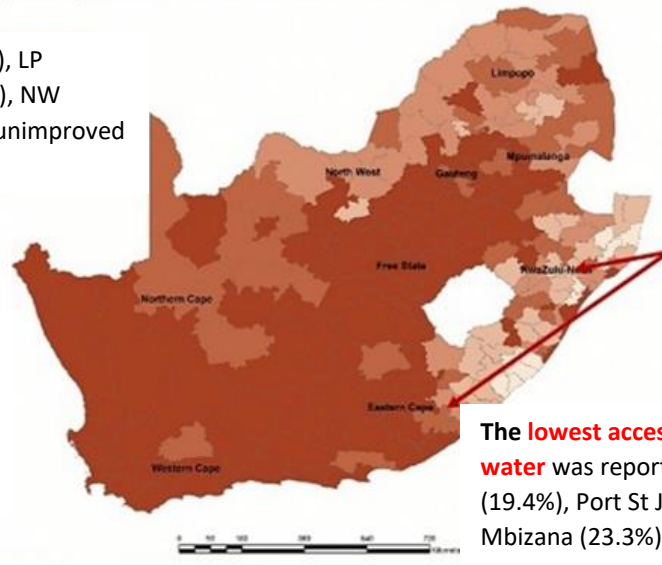 ), LP
), NW
unimproved
Limpopo
Mpumalanga
North West
Gauteng
Free State
KwaZulu-Natal
Northern Cape
Eastern Cape
Western Cape
The lowest acces
water was report
(19.4%), Port St J
Mbizana (23.3%)